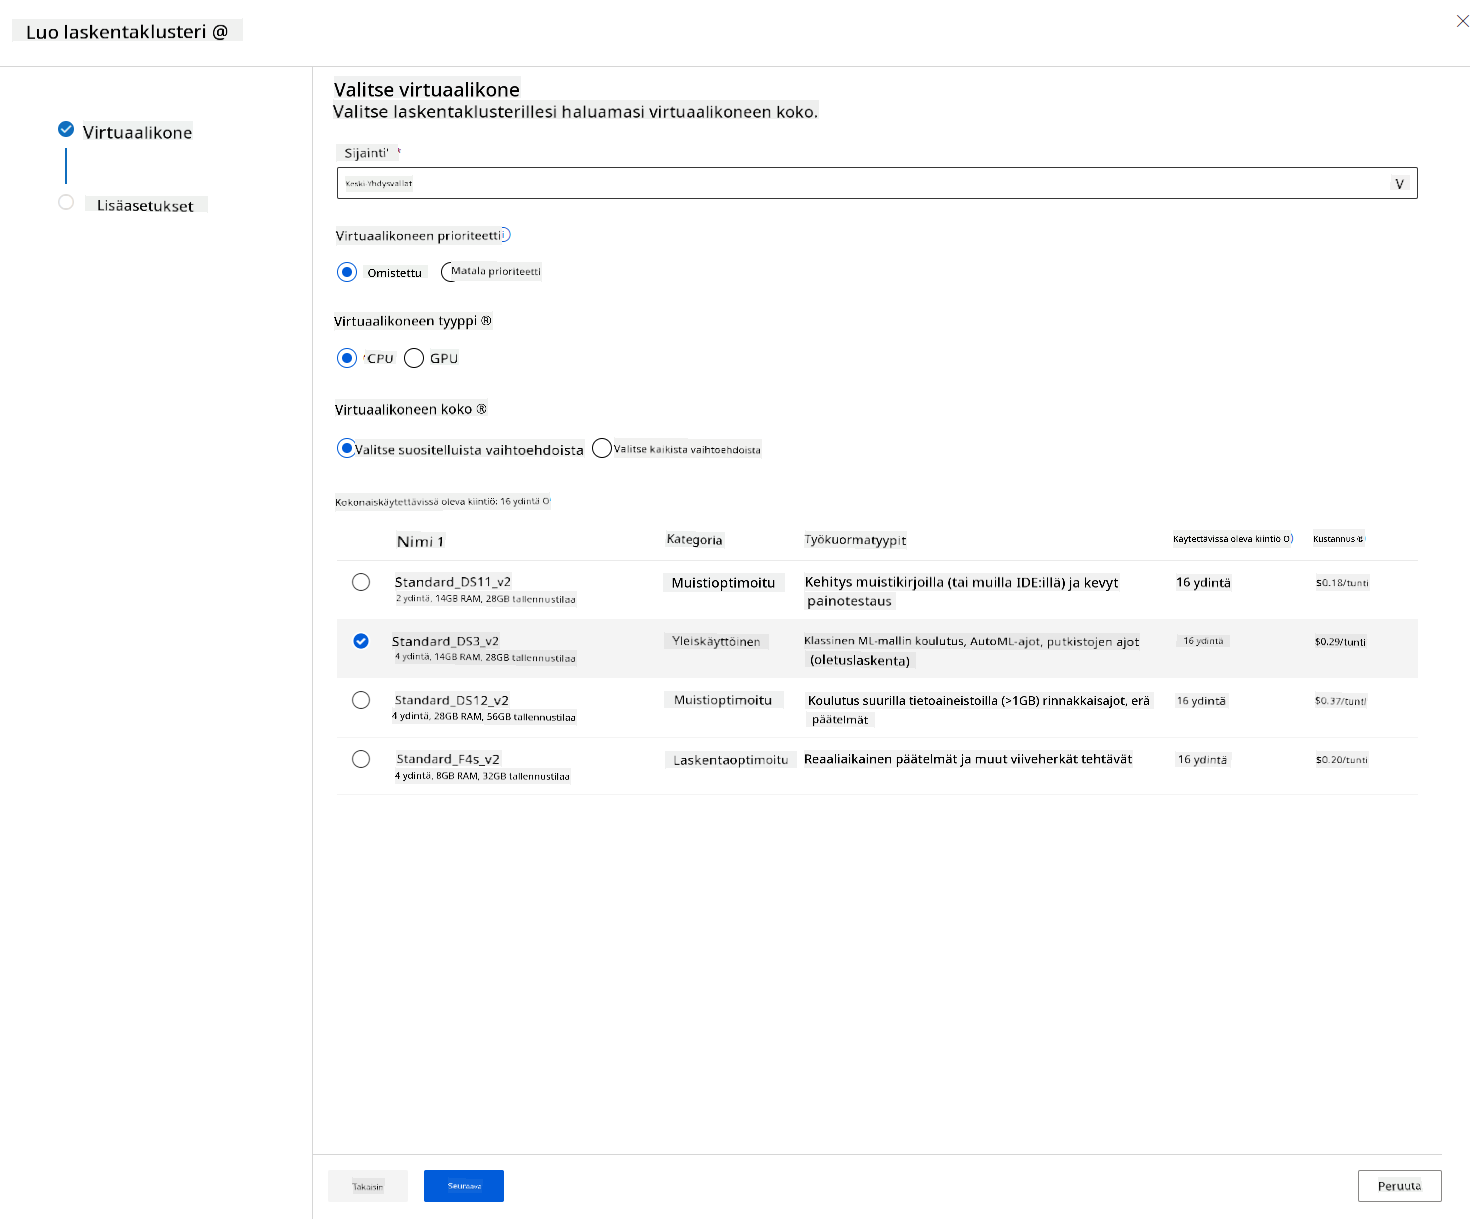 Luo laskentaklusteri @
Virtuaalikone
Lisäasetukset
Valitse virtuaalikone
Valitse laskentaklusterillesi haluamasi virtuaalikoneen koko.
Sijainti' *
Keski-Yhdysvallat V
Virtuaalikoneen prioriteetti
Omistettu Matala prioriteetti
Virtuaalikoneen tyyppi ®
CPU GPU
Virtuaalikoneen koko ®
Valitse suositelluista vaihtoehdoista Valitse kaikista vaihtoehdoista
Kokonaiskäytettävissä oleva kiintiö: 16 ydintä O
Nimi 1 Kategoria Työkuormatyypit Käytettävissä oleva kiintiö O Kustannus ®
Standard_DS11_v2 Muistioptimoitu Kehitys muistikirjoilla (tai muilla IDE:illä) ja kevyt 16 ydintä $0.18/tunti
2 ydintä, 14GB RAM, 28GB tallennustilaa painotestaus
Standard_DS3_v2 Yleiskäyttöinen Klassinen ML-mallin koulutus, AutoML-ajot, putkistojen ajot 16 ydintä $0.29/tunti
4 ydintä, 14GB RAM, 28GB tallennustilaa (oletuslaskenta)
Standard_DS12_v2 Muistioptimoitu Koulutus suurilla tietoaineistoilla (>1GB) rinnakkaisajot, erä 16 ydintä $0.37/tunti
4 ydintä, 28GB RAM, 56GB tallennustilaa päätelmät
Standard_F4s_v2 Laskentaoptimoitu Reaaliaikainen päätelmät ja muut viiveherkät tehtävät 16 ydintä $0.20/tunti
4 ydintä, 8GB RAM, 32GB tallennustilaa
Takaisin Seuraava Peruuta